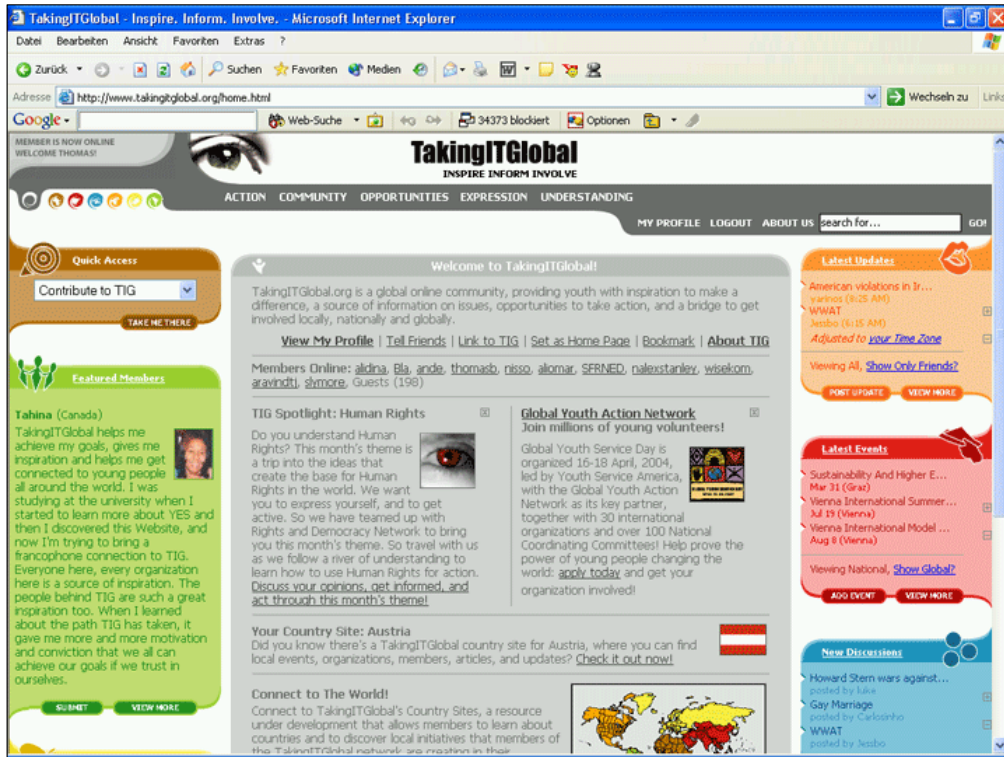 TakingITGlobal - Inspire. Inform. Involve. - Microsoft Internet Explorer
Datei Bearbeiten Ansicht Favoriten Extras ?
Zurück Suchen Favoriten Medien
Adresse http://www.takingitglobal.org/home.html Wechseln zu Links
Google Web-Suche 34373 blockiert Optionen
MEMBER IS NOW ONLINE
WELCOME THOMAS!
TakingITGlobal
INSPIRE INFORM INVOLVE
ACTION COMMUNITY OPPORTUNITIES EXPRESSION UNDERSTANDING
MY PROFILE LOGOUT ABOUT US search for... GO!
Quick Access
Contribute to TIG
TAKE ME THERE
Featured Members
Tahina (Canada)
TakingITGlobal helps me
achieve my goals, gives me
inspiration and helps me get
connected to young people
all around the world. I was
studying at the university when I
started to learn more about YES and
then I discovered this Website, and
now I'm trying to bring a
francophone connection to TIG.
Everyone here, every organization
here is a source of inspiration. The
people behind TIG are such a great
inspiration too. When I learned
about the path TIG has taken, it
gave me more and more motivation
and conviction that we all can
achieve our goals if we trust in
ourselves.
SUBMIT VIEW MORE
Welcome to TakingITGlobal!
TakingITGlobal.org is a global online community, providing youth with inspiration to make a
difference, a source of information on issues, opportunities to take action, and a bridge to get
involved locally, nationally and globally.
View My Profile | Tell Friends | Link to TIG | Set as Home Page | Bookmark | About TIG
Members Online: alidina, Bla, ande, thomasb, nisso, alomar, SFRNED, nalexstanley, wisekom,
aravindtj, slymore, Guests (198)
TIG Spotlight: Human Rights
Do you understand Human
Rights? This month's theme is
a trip into the ideas that
create the base for Human
Rights in the world. We want
you to express yourself, and to get
active. So we have teamed up with
Rights and Democracy Network to bring
you this month's theme. So travel with us
as we follow a river of understanding to
learn how to use Human Rights for action.
Discuss your opinions, get informed, and
act through this month's theme!
Global Youth Action Network
Join millions of young volunteers!
Global Youth Service Day is
organized 16-18 April, 2004,
led by Youth Service America,
with the Global Youth Action
Network as its key partner,
together with 30 international
organizations and over 100 National
Coordinating Committees! Help prove the
power of young people changing the
world: apply today and get your
organization involved!
Your Country Site: Austria
Did you know there's a TakingITGlobal country site for Austria, where you can find
local events, organizations, members, articles, and updates? Check it out now!
Connect to The World!
Connect to TakingITGlobal's Country Sites, a resource
under development that allows members to learn about
countries and to discover local initiatives that members of
the TakingITGlobal network are creating in their
Latest Updates
American violations in Ir...
yarinos (8:25 AM)
WWAT
Jessbo (6:15 AM)
Adjusted to your Time Zone
Viewing All, Show Only Friends?
POST UPDATE VIEW MORE
Latest Events
Sustainability And Higher E...
Mar 31 (Graz)
Vienna International Summer...
Jul 19 (Vienna)
Vienna International Model ...
Aug 8 (Vienna)
Viewing National, Show Global?
ADD EVENT VIEW MORE
New Discussions
Howard Stern wars against...
posted by luke
Gay Marriage
posted by Carlosinho
WWAT
posted by Jessbo